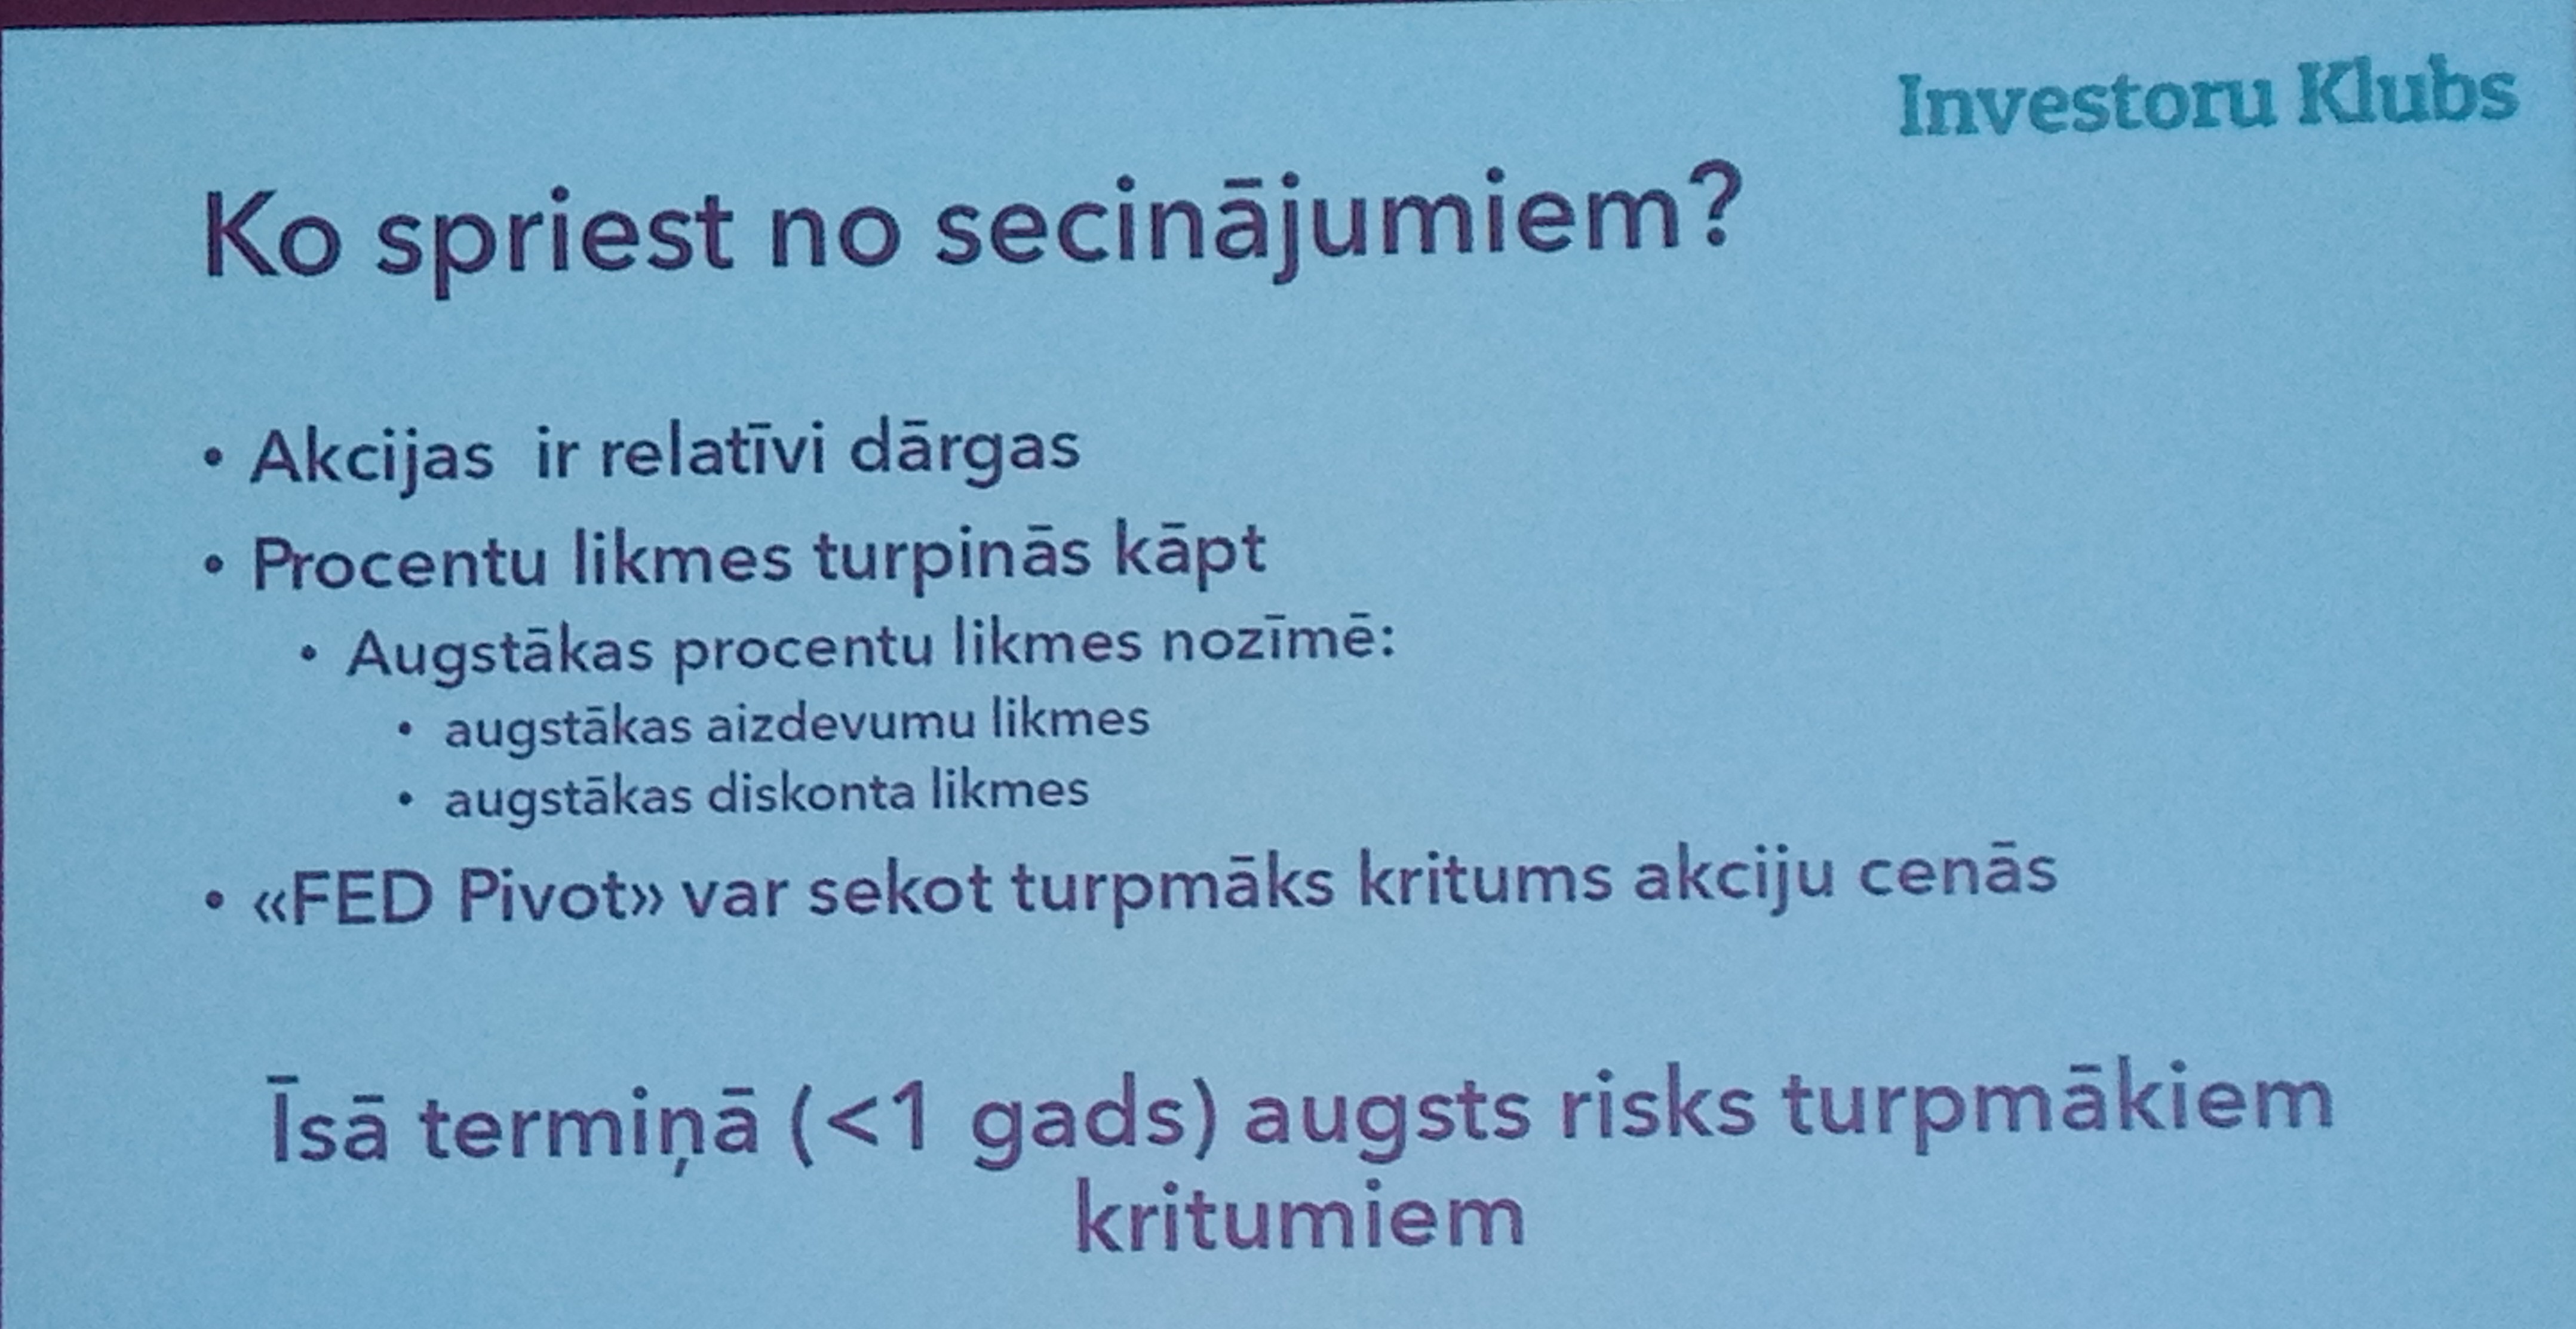 Investoru Klubs
Ko spriest no secinājumiem?
• Akcijas ir relatīvi dārgas
• Procentu likmes turpinās kāpt
• Augstākas procentu likmes nozīmē:
• augstākas aizdevumu likmes
• augstākas diskonta likmes
• «FED Pivot» var sekot turpmāks kritums akciju cenās
Īsā termiņā (<1 gads) augsts risks turpmākiem
kritumiem